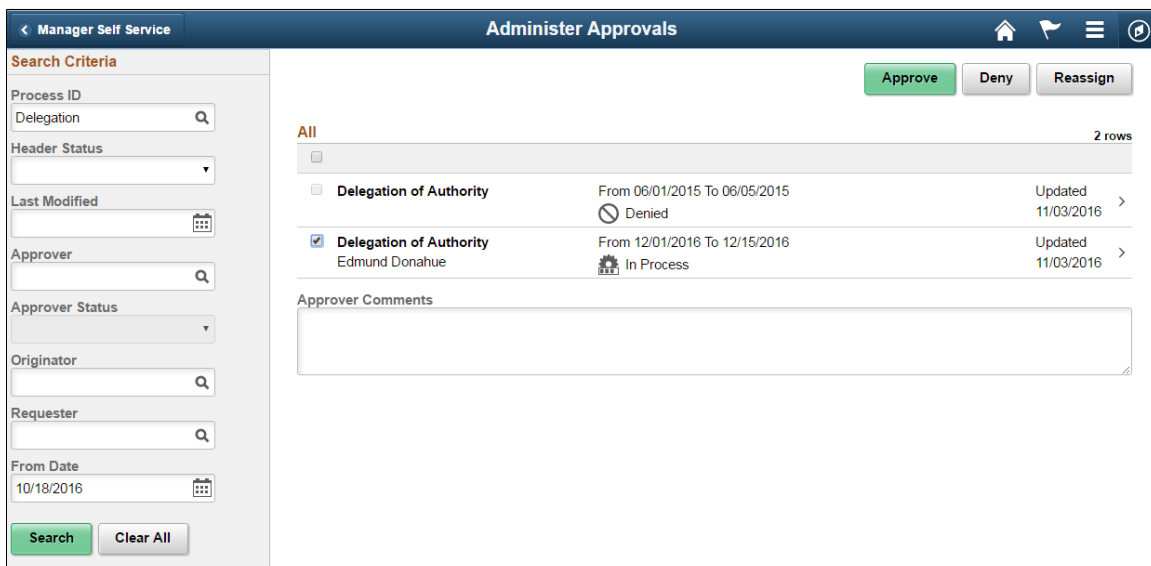 Manager Self Service
Administer Approvals
Search Criteria
Process ID
Delegation
Header Status
Last Modified
Approver
Approver Status
Originator
Requester
From Date
10/18/2016
Search
Clear All
Approve
Deny
Reassign
All
2 rows
Delegation of Authority
From 06/01/2015 To 06/05/2015
Denied
Updated
11/03/2016
Delegation of Authority
Edmund Donahue
From 12/01/2016 To 12/15/2016
In Process
Updated
11/03/2016
Approver Comments